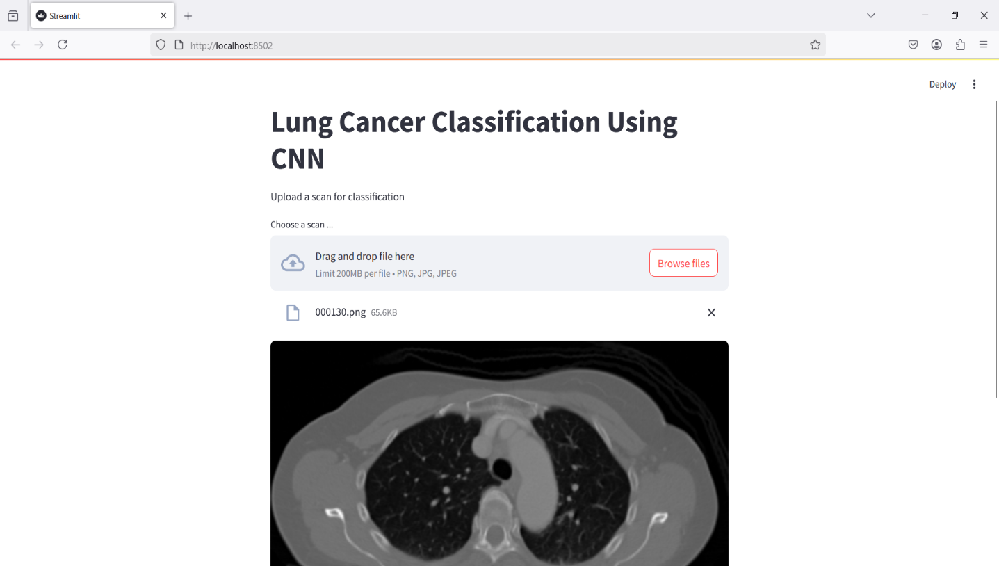 Streamlit
http://localhost:8502
Deploy
Lung Cancer Classification Using
CNN
Upload a scan for classification
Choose a scan ...
Drag and drop file here
Limit 200MB per file • PNG, JPG, JPEG
Browse files
000130.png 65.6KB